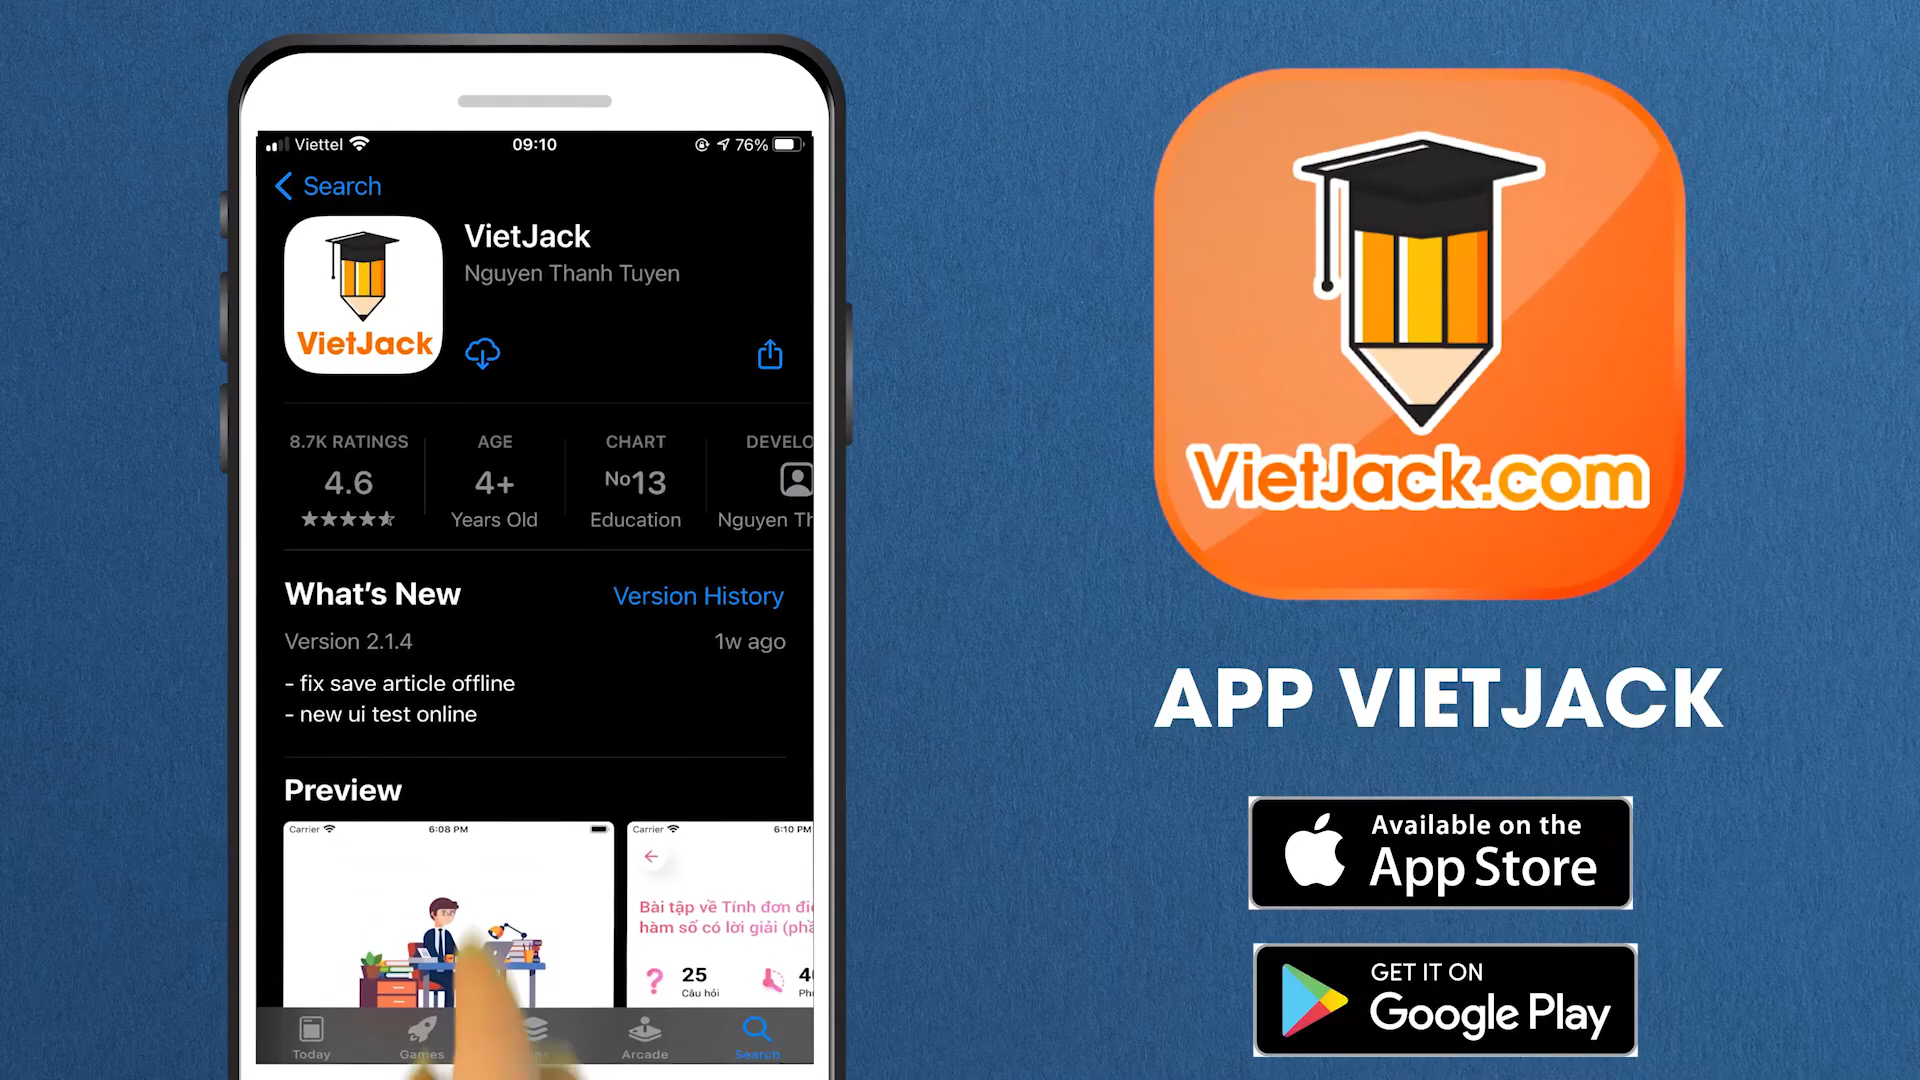 Viettel
09:10
76%
Search
VietJack
Nguyen Thanh Tuyen
VietJack
8.7K RATINGS
4.6
AGE
4+
Years Old
CHART
No13
Education
DEVELO
Nguyen Th
What's New
Version History
Version 2.1.4
1w ago
- fix save article offline
- new ui test online
Preview
Carrier
6:08 PM
Carrier
6:10 PM
Bài tập về Tính đơn đi
hàm số có lời giải (ph
25
Câu hỏi
Today
Games
Arcade
Search
VietJack.com
APP VIETJACK
Available on the
App Store
GET IT ON
Google Play